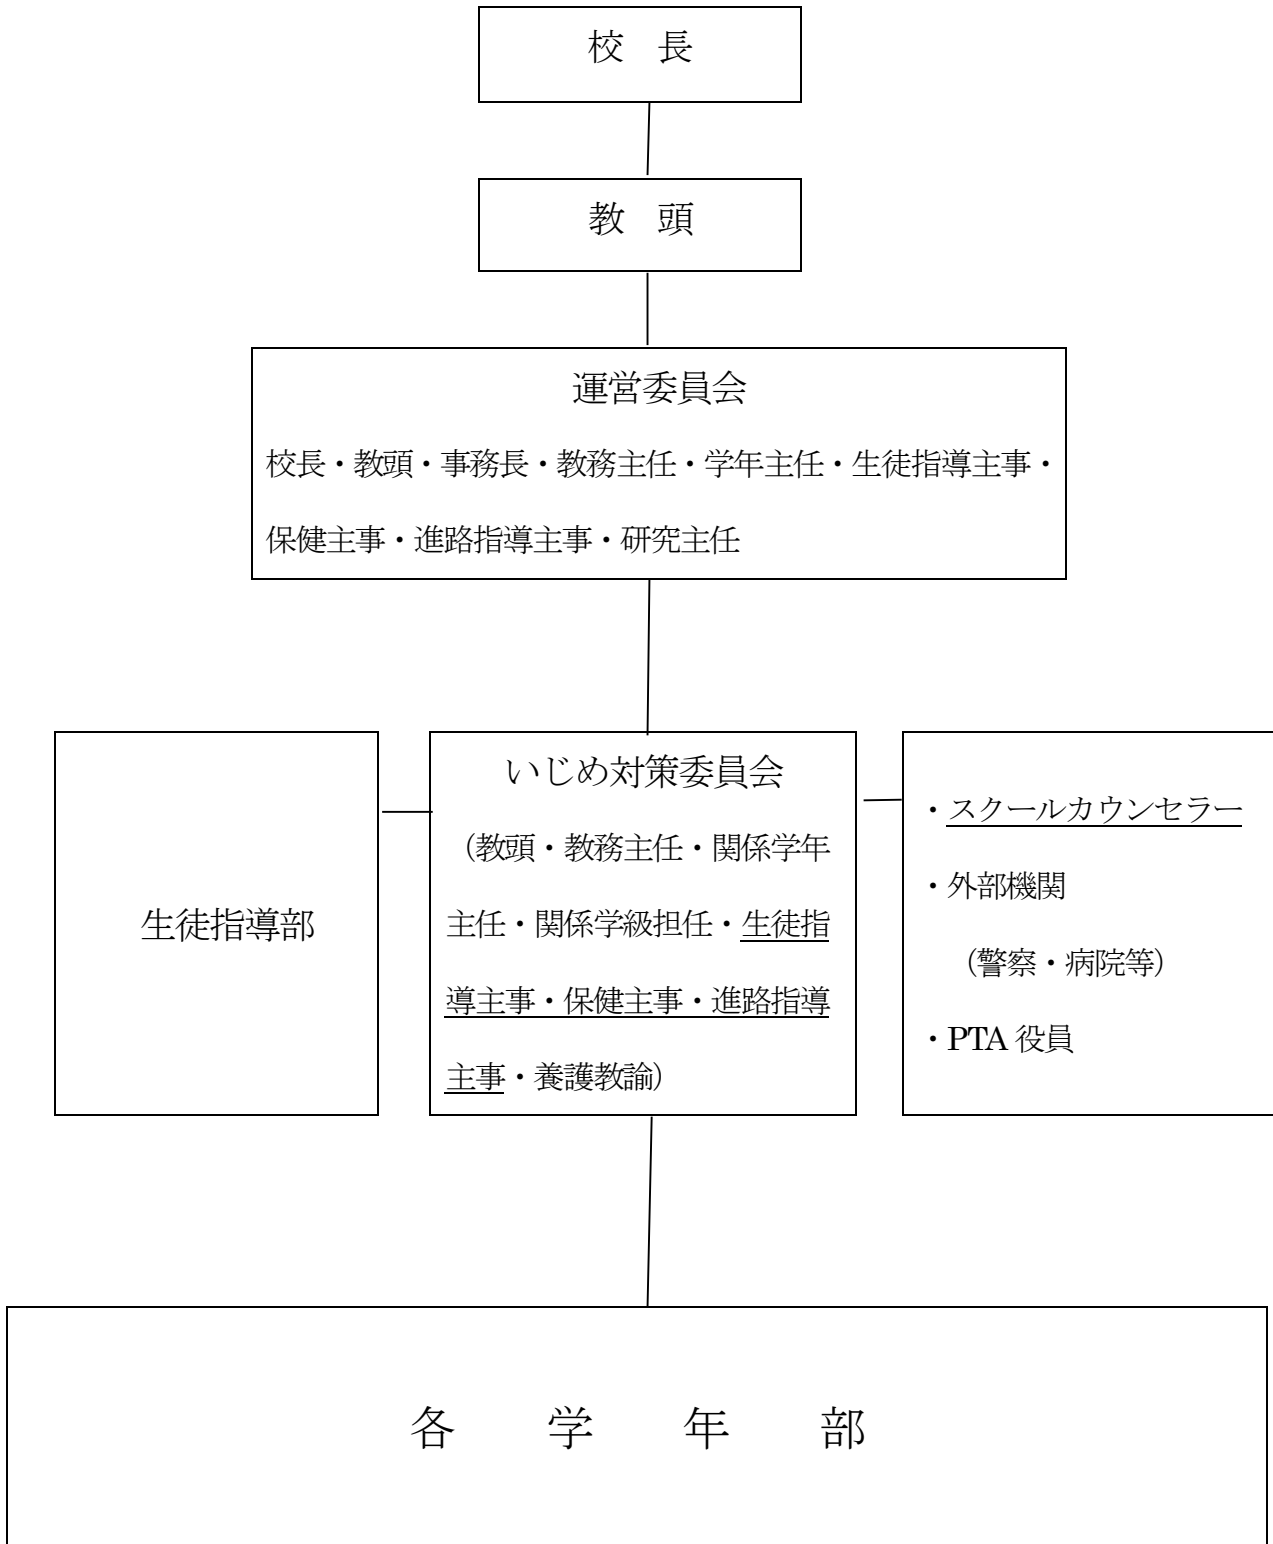 校　長
教　頭
運営委員会
校長・教頭・事務長・教務主任・学年主任・生徒指導主事・
保健主事・進路指導主事・研究主任
生徒指導部
いじめ対策委員会
（教頭・教務主任・関係学年
主任・関係学級担任・生徒指
導主事・保健主事・進路指導
主事・養護教諭）
・スクールカウンセラー
・外部機関
（警察・病院等）
・PTA 役員
各　学　年　部